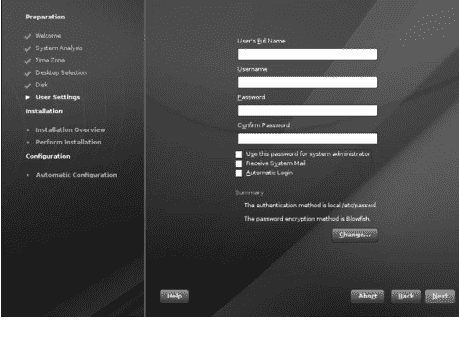 Preparation
Welcome
System Analysis
Time Zone
Desktop Selection
Disk
User Settings
Installation
Installation Overview
Perform Installation
Configuration
Automatic Configuration
User's Full Name
Username
Password
Confirm Password
Use this password for system administrator
Receive System Mail
Automatic Login
Summary
The authentication method is local /etc/passwd.
The password encryption method is Blowfish.
Change...
Help
Abort
Back
Next